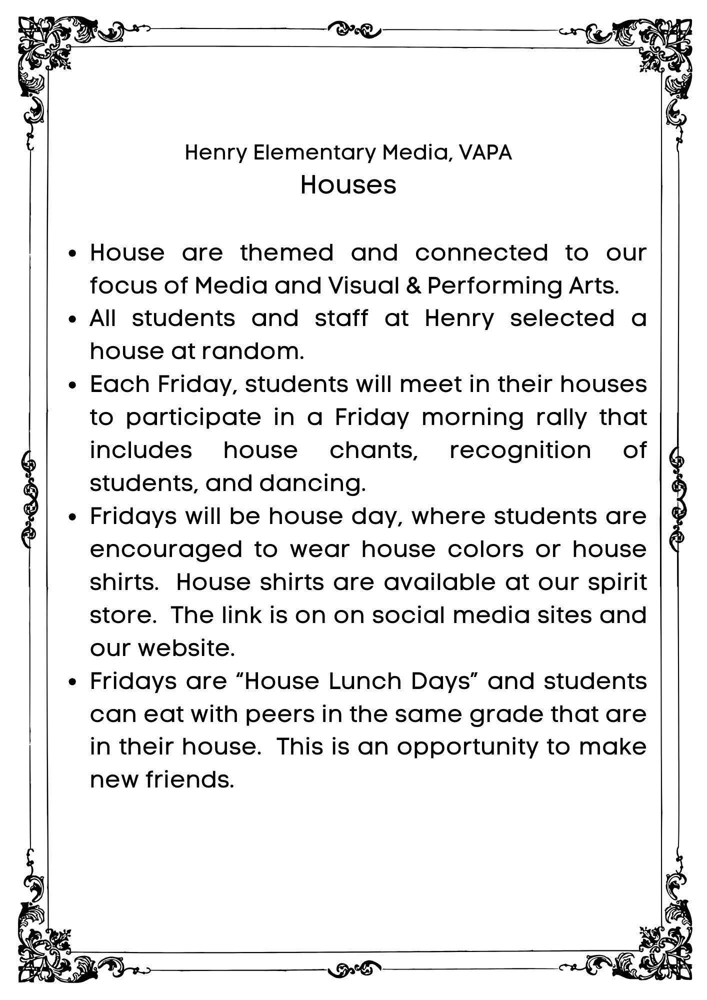 Henry Elementary Media, VAPA
Houses
• House are themed and connected to our
focus of Media and Visual & Performing Arts.
• All students and staff at Henry selected a
house at random.
• Each Friday, students will meet in their houses
to participate in a Friday morning rally that
includes house chants, recognition of
students, and dancing.
• Fridays will be house day, where students are
encouraged to wear house colors or house
shirts.  House shirts are available at our spirit
store.  The link is on on social media sites and
our website.
• Fridays are “House Lunch Days” and students
can eat with peers in the same grade that are
in their house.  This is an opportunity to make
new friends.